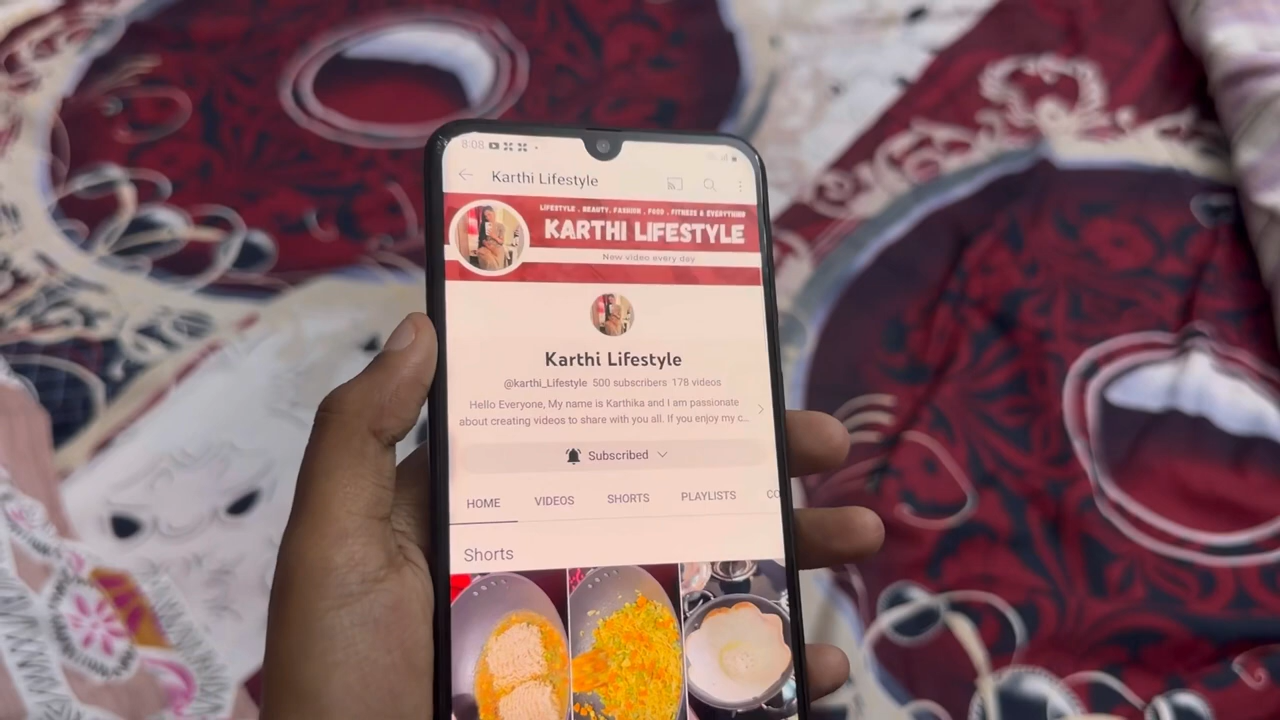 8:08
Karthi Lifestyle
LIFESTYLE . BEAUTY . FASHION . FOOD . FITNESS & EVERYTHING
KARTHI LIFESTYLE
New video every day
Karthi Lifestyle
@karthi_Lifestyle 500 subscribers 178 videos
Hello Everyone, My name is Karthika and I am passionate
about creating videos to share with you all. If you enjoy my c...
Subscribed
HOME VIDEOS SHORTS PLAYLISTS CO
Shorts